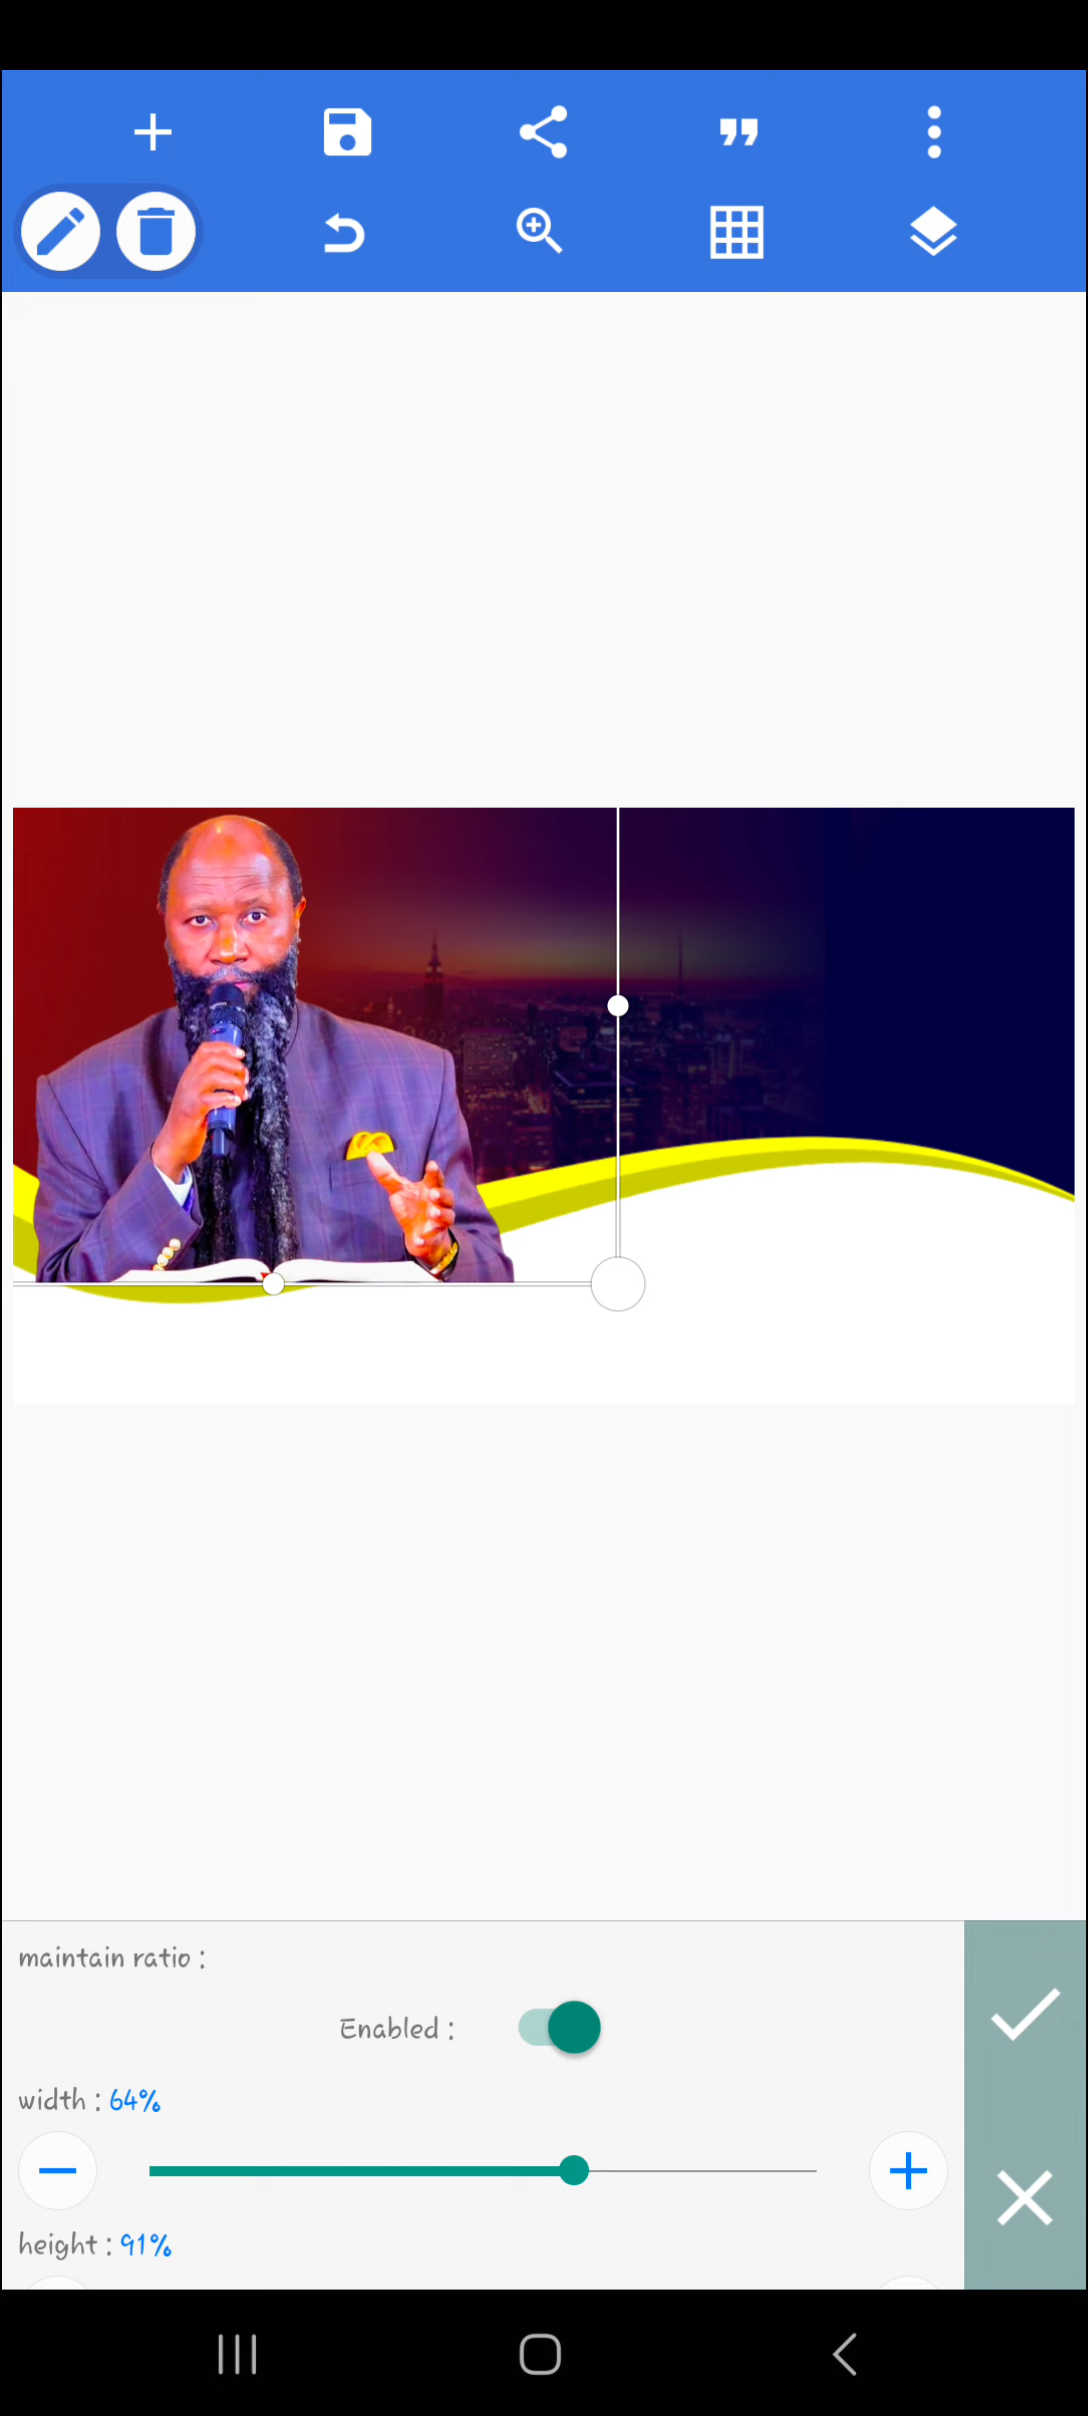 maintain ratio :
Enabled :
width : 64%
height : 91%